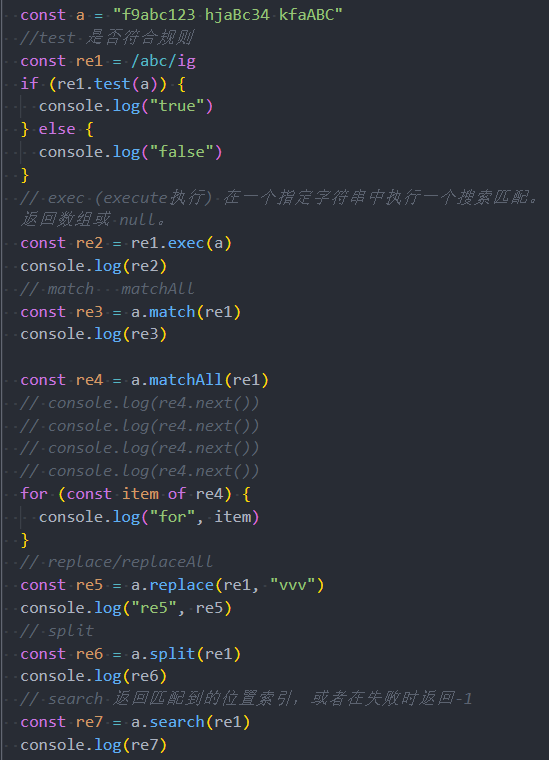 const a = "f9abc123 hjaBc34 kfaABC"
//test 是否符合规则
const re1 = /abc/ig
if (re1.test(a)) {
  console.log("true")
} else {
  console.log("false")
}
// exec (execute执行) 在一个指定字符串中执行一个搜索匹配。
返回数组或 null。
const re2 = re1.exec(a)
console.log(re2)
// match   matchAll
const re3 = a.match(re1)
console.log(re3)

const re4 = a.matchAll(re1)
// console.log(re4.next())
// console.log(re4.next())
// console.log(re4.next())
// console.log(re4.next())
for (const item of re4) {
  console.log("for", item)
}
// replace/replaceAll
const re5 = a.replace(re1, "vvv")
console.log("re5", re5)
// split
const re6 = a.split(re1)
console.log(re6)
// search 返回匹配到的位置索引，或者在失败时返回-1
const re7 = a.search(re1)
console.log(re7)